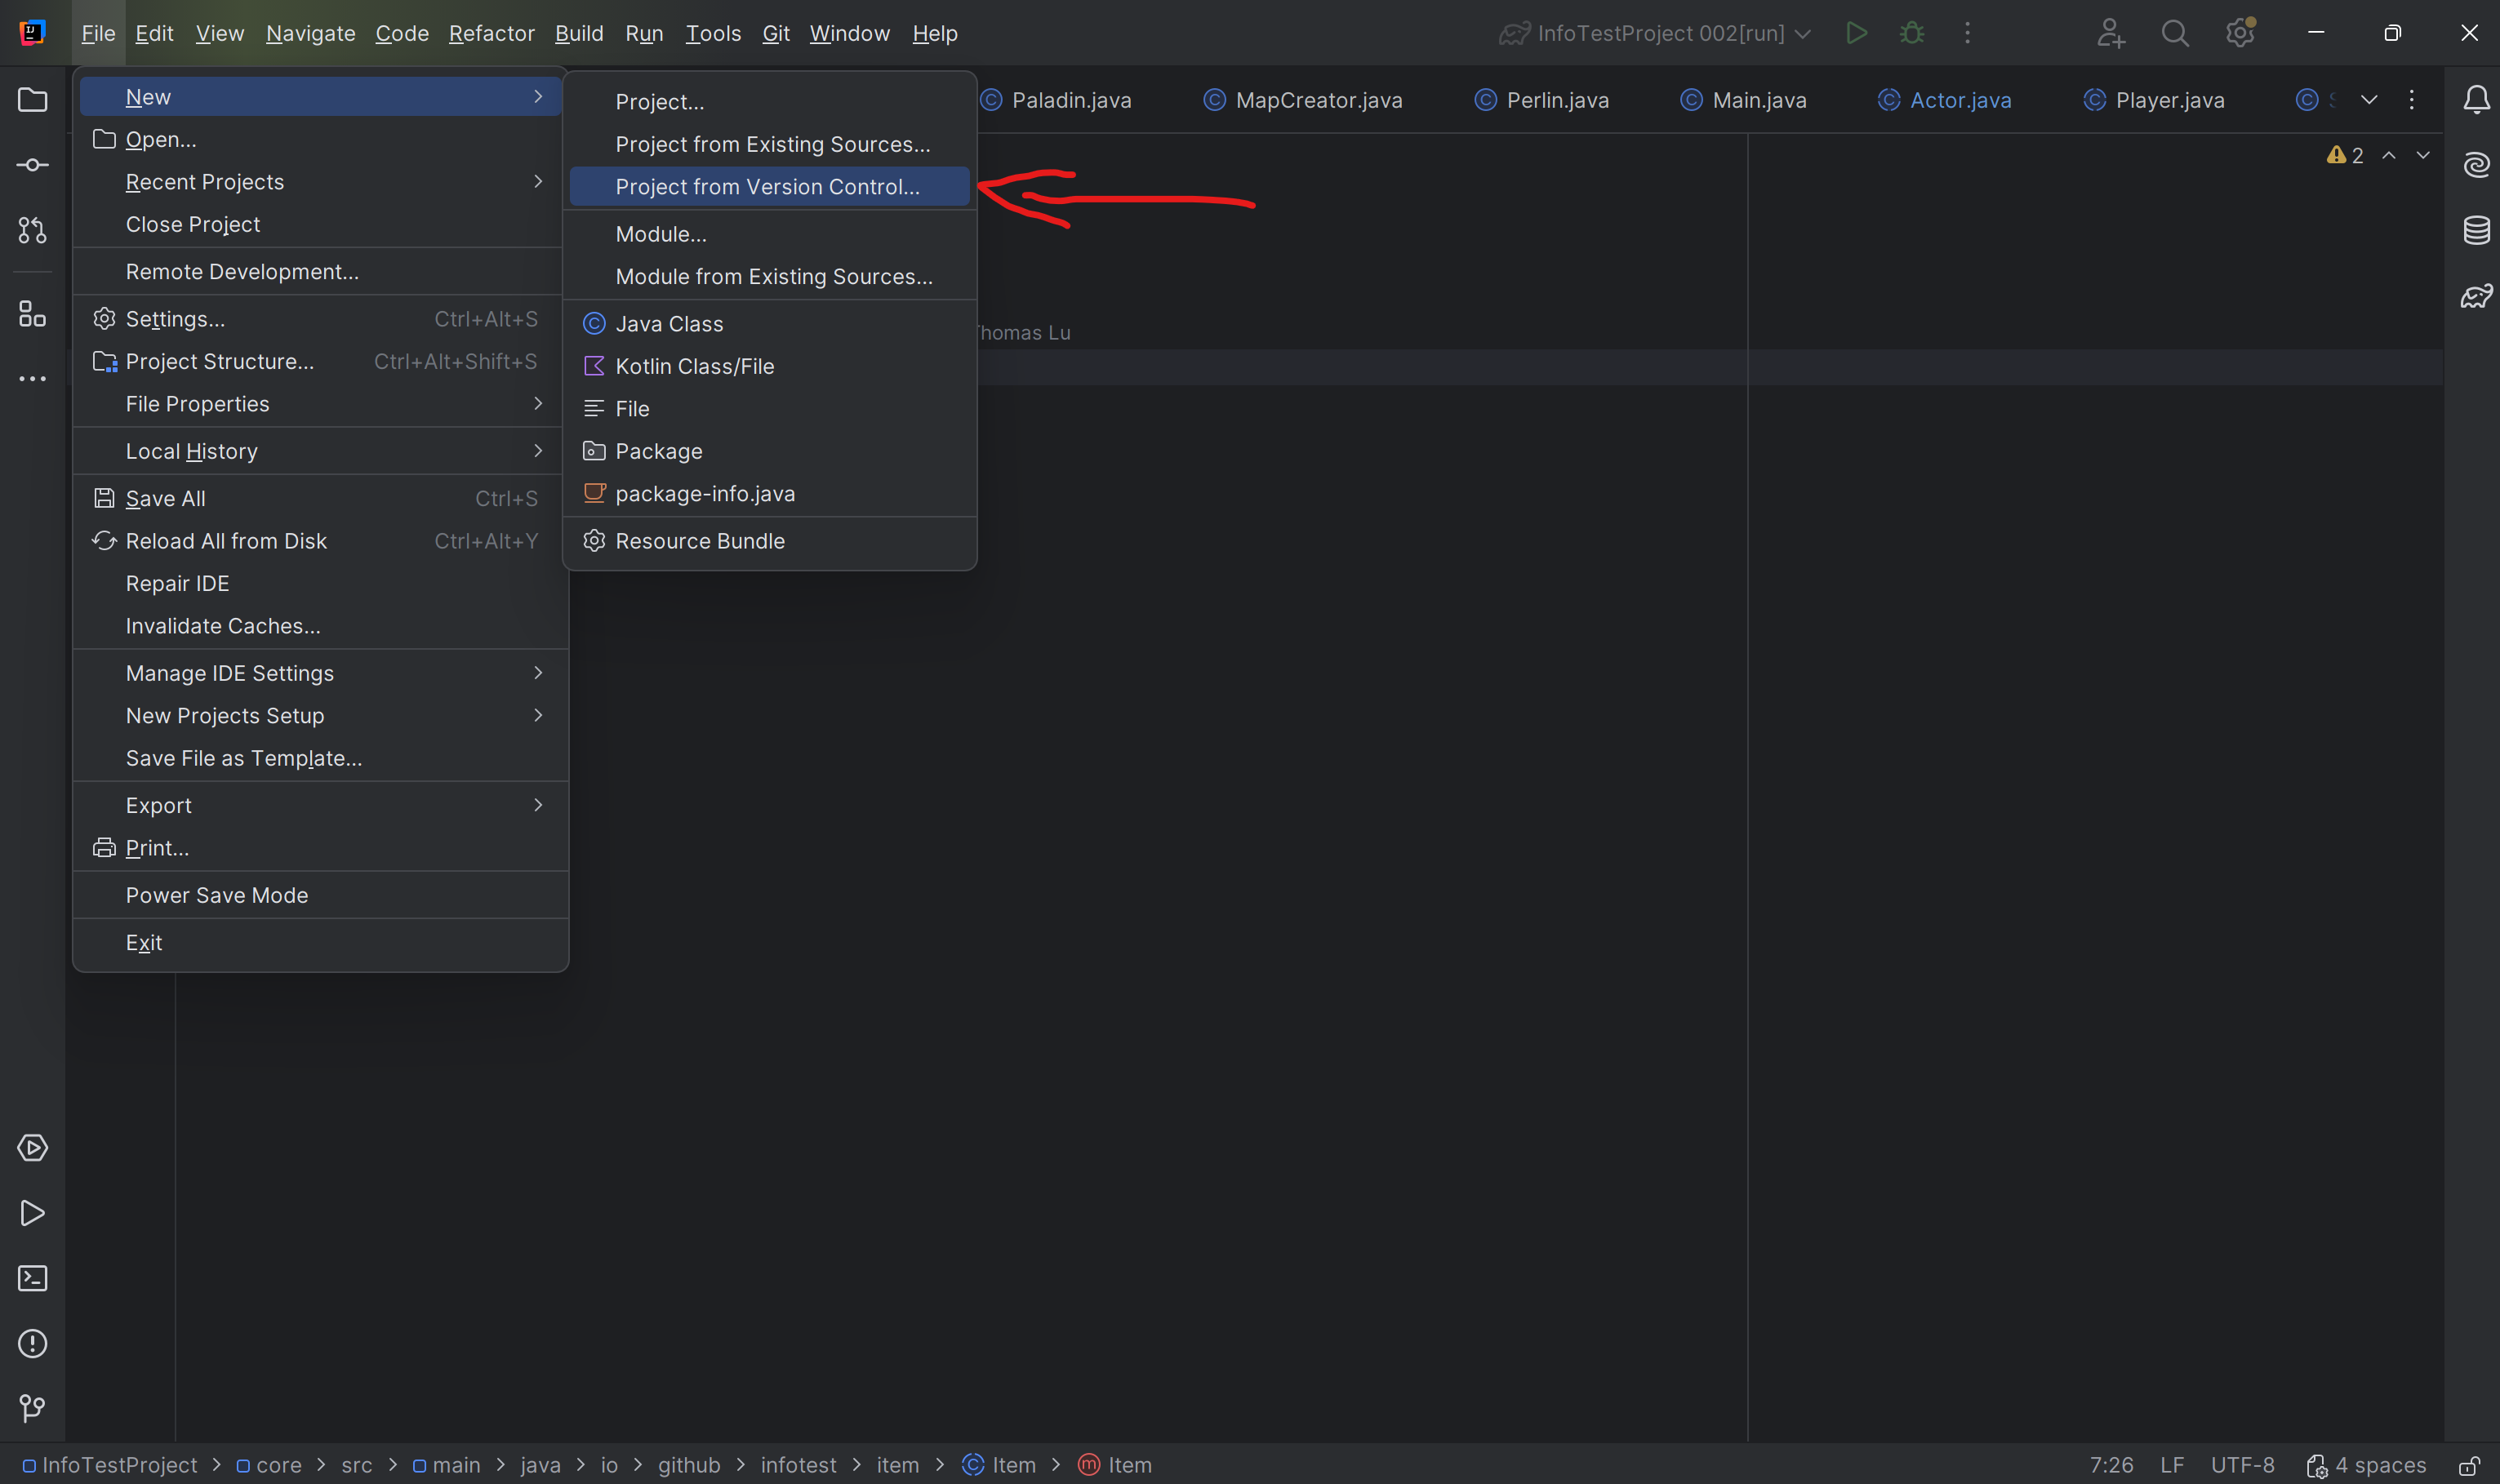 File Edit View Navigate Code Refactor Build Run Tools Git Window Help
InfoTestProject 002[run]
New
Open...
Recent Projects
Close Project
Remote Development...
Settings... Ctrl+Alt+S
Project Structure... Ctrl+Alt+Shift+S
File Properties
Local History
Save All Ctrl+S
Reload All from Disk Ctrl+Alt+Y
Repair IDE
Invalidate Caches...
Manage IDE Settings
New Projects Setup
Save File as Template...
Export
Print...
Power Save Mode
Exit
Project...
Project from Existing Sources...
Project from Version Control...
Module...
Module from Existing Sources...
Java Class
Kotlin Class/File
File
Package
package-info.java
Resource Bundle
Paladin.java MapCreator.java Perlin.java Main.java Actor.java Player.java
2
Lu
InfoTestProject > core > src > main > java > io > github > infotest > item > Item > Item
7:26 LF UTF-8 4 spaces